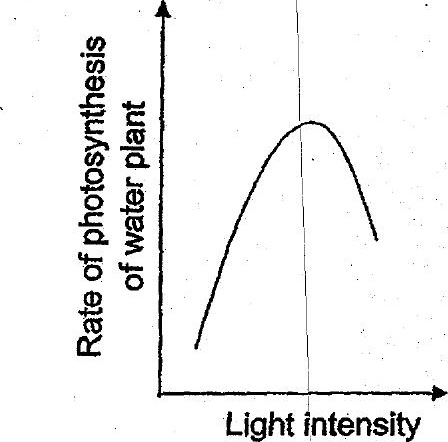 Rate of photosynthesis
of water plant
Light intensity